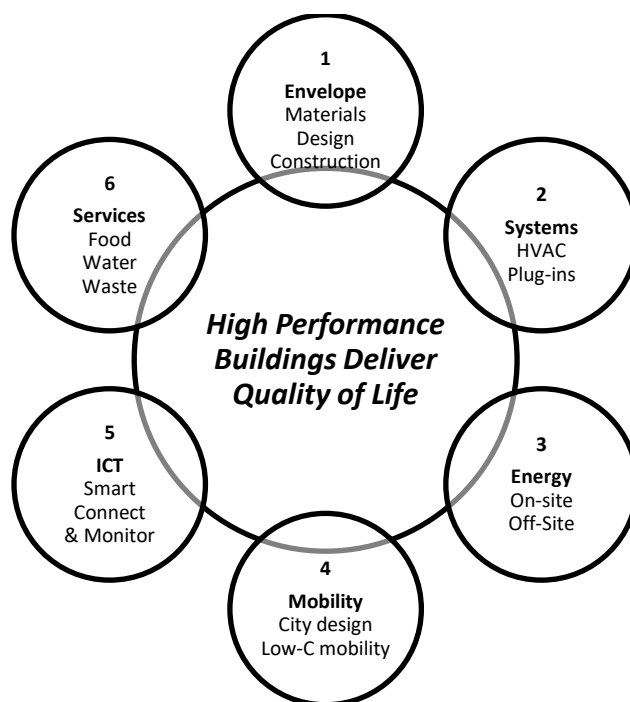 1
Envelope
Materials
Design
Construction
2
Systems
HVAC
Plug-ins
3
Energy
On-site
Off-Site
4
Mobility
City design
Low-C mobility
5
ICT
Smart
Connect
& Monitor
6
Services
Food
Water
Waste
High Performance
Buildings Deliver
Quality of Life